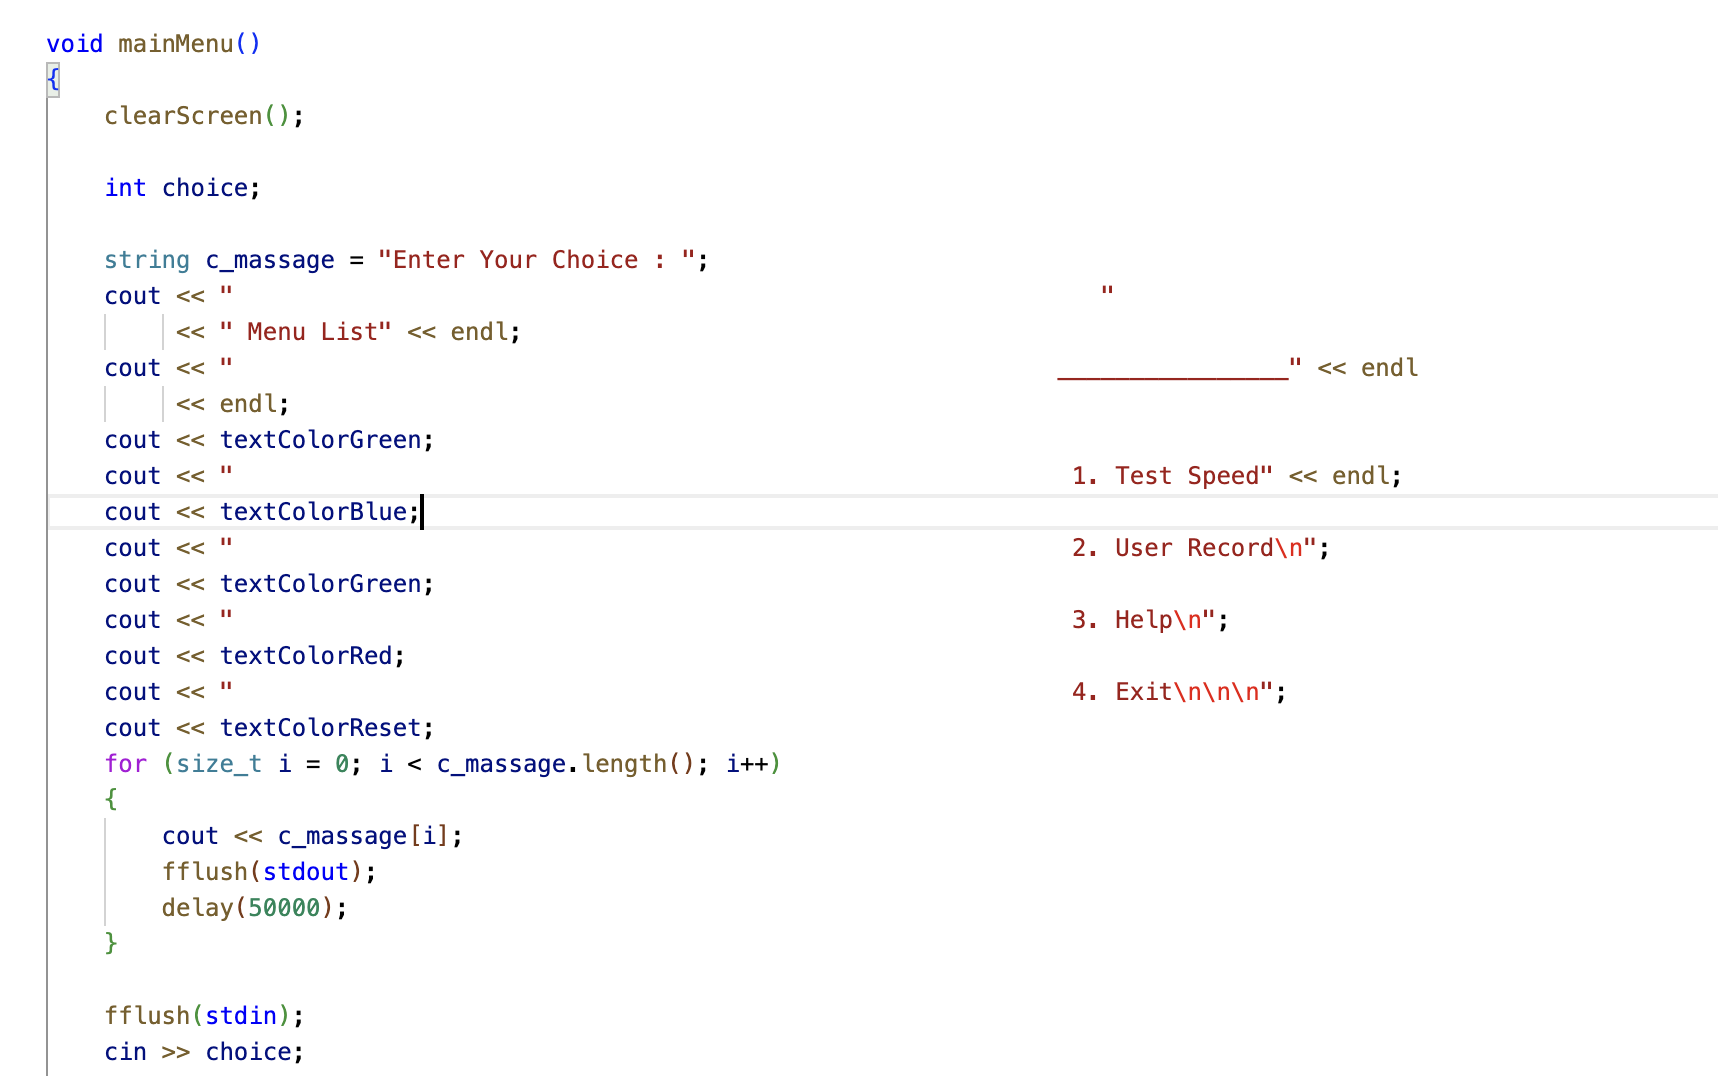 void mainMenu()
{
    clearScreen();

    int choice;

    string c_massage = "Enter Your Choice : ";
    cout << "                                                            "
         << " Menu List" << endl;
    cout << "                                                         ________________" << endl
         << endl;
    cout << textColorGreen;
    cout << "                                                          1. Test Speed" << endl;
    cout << textColorBlue;
    cout << "                                                          2. User Record\n";
    cout << textColorGreen;
    cout << "                                                          3. Help\n";
    cout << textColorRed;
    cout << "                                                          4. Exit\n\n\n";
    cout << textColorReset;
    for (size_t i = 0; i < c_massage.length(); i++)
    {
        cout << c_massage[i];
        fflush(stdout);
        delay(50000);
    }

    fflush(stdin);
    cin >> choice;